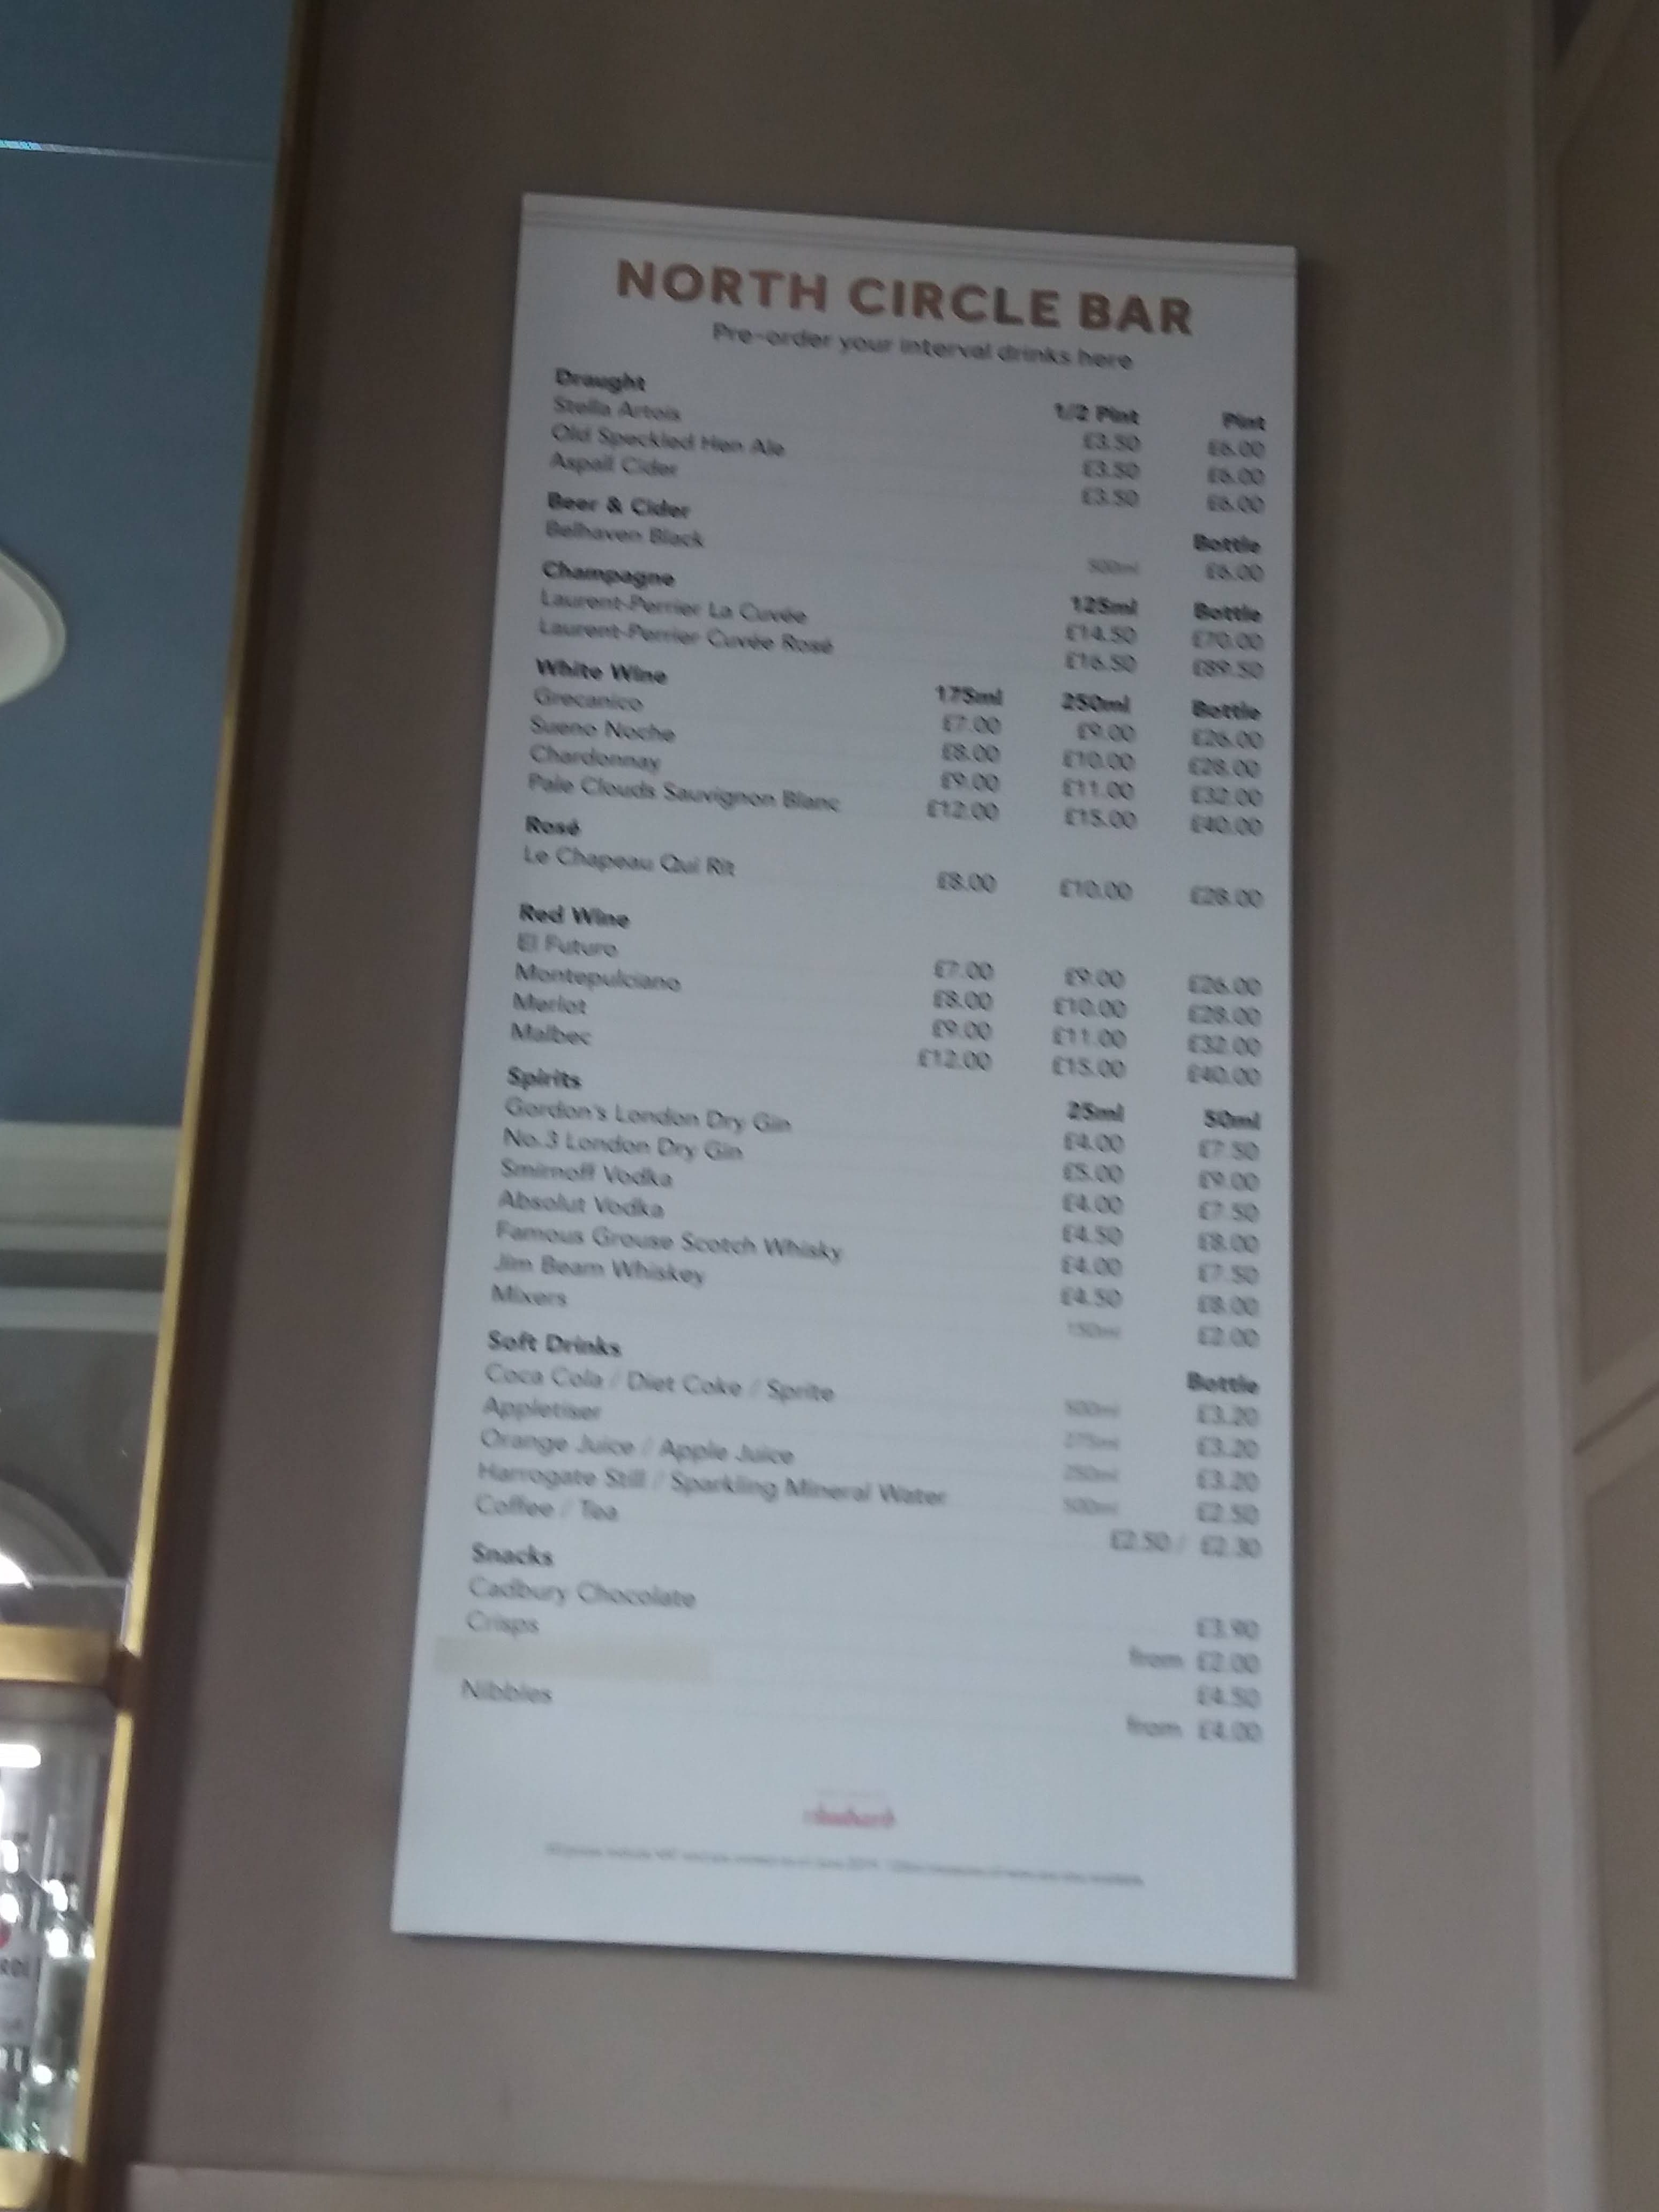 NORTH CIRCLE BAR
Pre-order your interval drinks here
Draught 1/2 Pint Pint
Stella Artois £3.50 £6.00
Old Speckled Hen Ale £3.50 £6.00
Aspall Cider £3.50 £6.00
Beer & Cider Bottle
Belhaven Black 500ml £6.00
Champagne 125ml Bottle
Laurent-Perrier La Cuvée £14.50 £70.00
Laurent-Perrier Cuvée Rosé £16.50 £89.50
White Wine 175ml 250ml Bottle
Grecanico £7.00 £9.00 £26.00
Sueno Noche £8.00 £10.00 £28.00
Chardonnay £9.00 £11.00 £32.00
Pale Clouds Sauvignon Blanc £12.00 £15.00 £40.00
Rosé
Le Chapeau Qui Rit £8.00 £10.00 £28.00
Red Wine
El Futuro £7.00 £9.00 £26.00
Montepulciano £8.00 £10.00 £28.00
Merlot £9.00 £11.00 £32.00
Malbec £12.00 £15.00 £40.00
Spirits 25ml 50ml
Gordon's London Dry Gin £4.00 £7.50
No.3 London Dry Gin £5.00 £9.00
Smirnoff Vodka £4.00 £7.50
Absolut Vodka £4.50 £8.00
Famous Grouse Scotch Whisky £4.00 £7.50
Jim Beam Whiskey £4.50 £8.00
Mixers 150ml £2.00
Soft Drinks Bottle
Coca Cola / Diet Coke / Sprite 500ml £3.20
Appletiser 275ml £3.20
Orange Juice / Apple Juice 250ml £3.20
Harrogate Still / Sparkling Mineral Water 500ml £2.50
Coffee / Tea £2.50 / £2.30
Snacks
Cadbury Chocolate £3.90
Crisps from £2.00
£4.50
Nibbles from £4.00
rhubarb